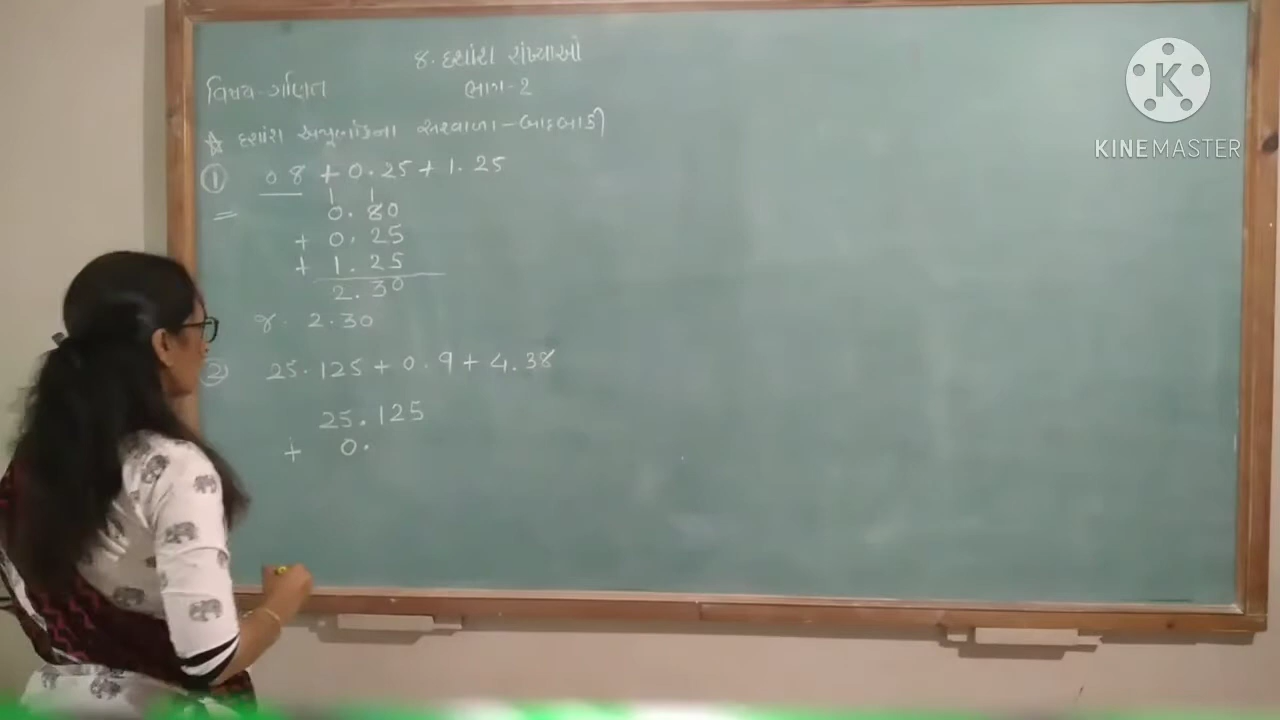 ૪. દશાંશ સંખ્યાઓ
વિષય-ગણિત
ભાગ-2
☆ દશાંશ અપૂર્ણાંકના સરવાળા-બાદબાકી
① 0.8 + 0.25 + 1.25
1 1
= 0.80
+ 0.25
+ 1.25
2.30
જ. 2.30
② 25.125 + 0.9 + 4.38
25.125
+ 0.
KINEMASTER